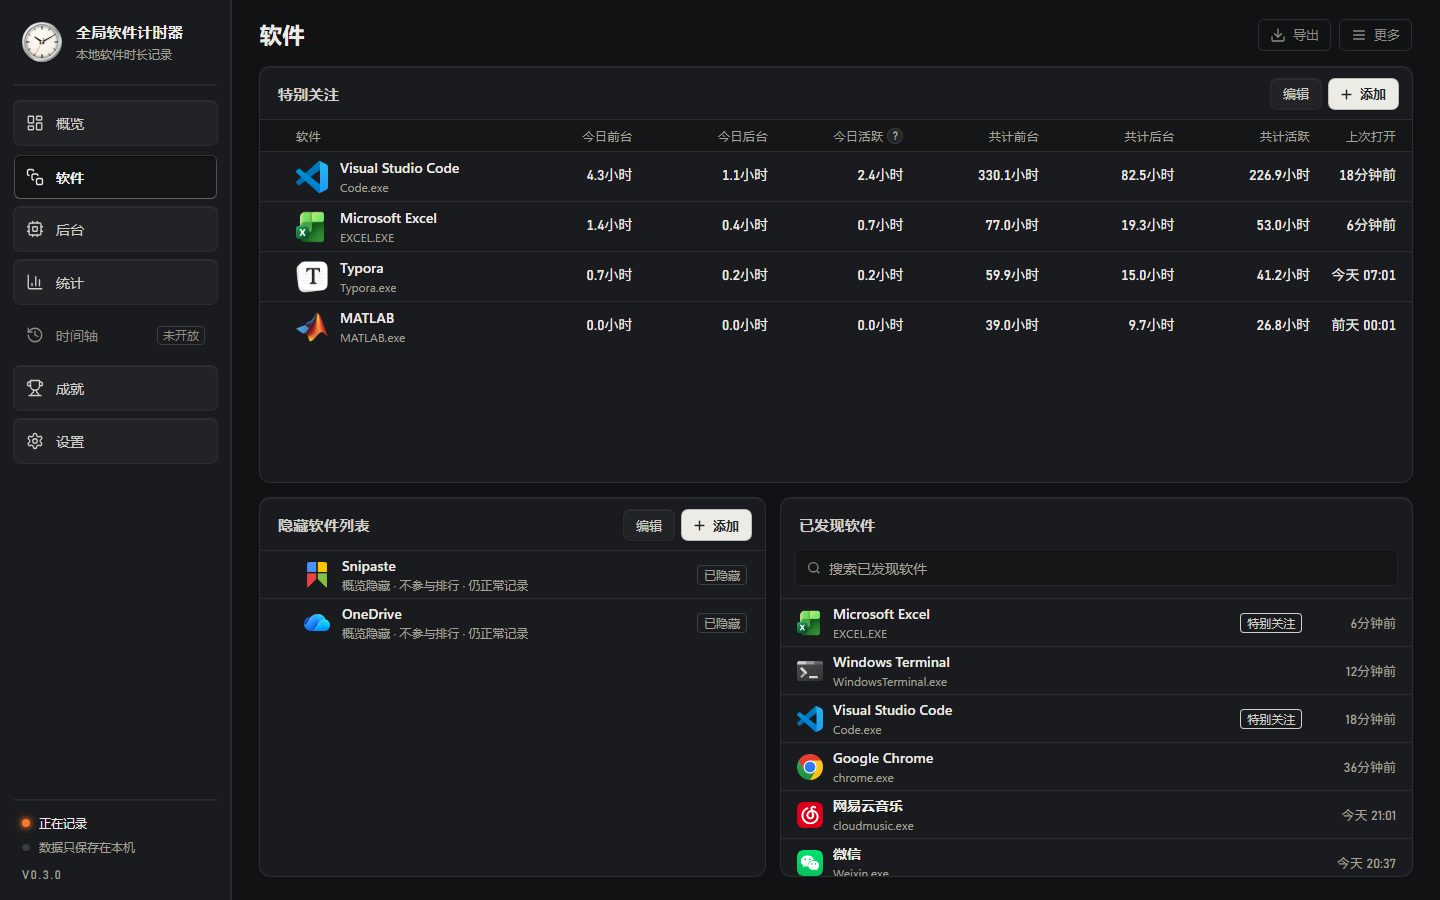 全局软件计时器
本地软件时长记录
概览
软件
后台
统计
时间轴 未开放
成就
设置
正在记录
数据只保存在本机
V0.3.0
软件
导出 更多
特别关注
编辑 + 添加
软件 今日前台 今日后台 今日活跃 ? 共计前台 共计后台 共计活跃 上次打开
Visual Studio Code
Code.exe
4.3小时 1.1小时 2.4小时 330.1小时 82.5小时 226.9小时 18分钟前
Microsoft Excel
EXCEL.EXE
1.4小时 0.4小时 0.7小时 77.0小时 19.3小时 53.0小时 6分钟前
Typora
Typora.exe
0.7小时 0.2小时 0.2小时 59.9小时 15.0小时 41.2小时 今天 07:01
MATLAB
MATLAB.exe
0.0小时 0.0小时 0.0小时 39.0小时 9.7小时 26.8小时 前天 00:01
隐藏软件列表
编辑 + 添加
Snipaste
概览隐藏 · 不参与排行 · 仍正常记录
已隐藏
OneDrive
概览隐藏 · 不参与排行 · 仍正常记录
已隐藏
已发现软件
搜索已发现软件
Microsoft Excel
EXCEL.EXE
特别关注 6分钟前
Windows Terminal
WindowsTerminal.exe
12分钟前
Visual Studio Code
Code.exe
特别关注 18分钟前
Google Chrome
chrome.exe
36分钟前
网易云音乐
cloudmusic.exe
今天 21:01
微信
Weixin.exe
今天 20:37